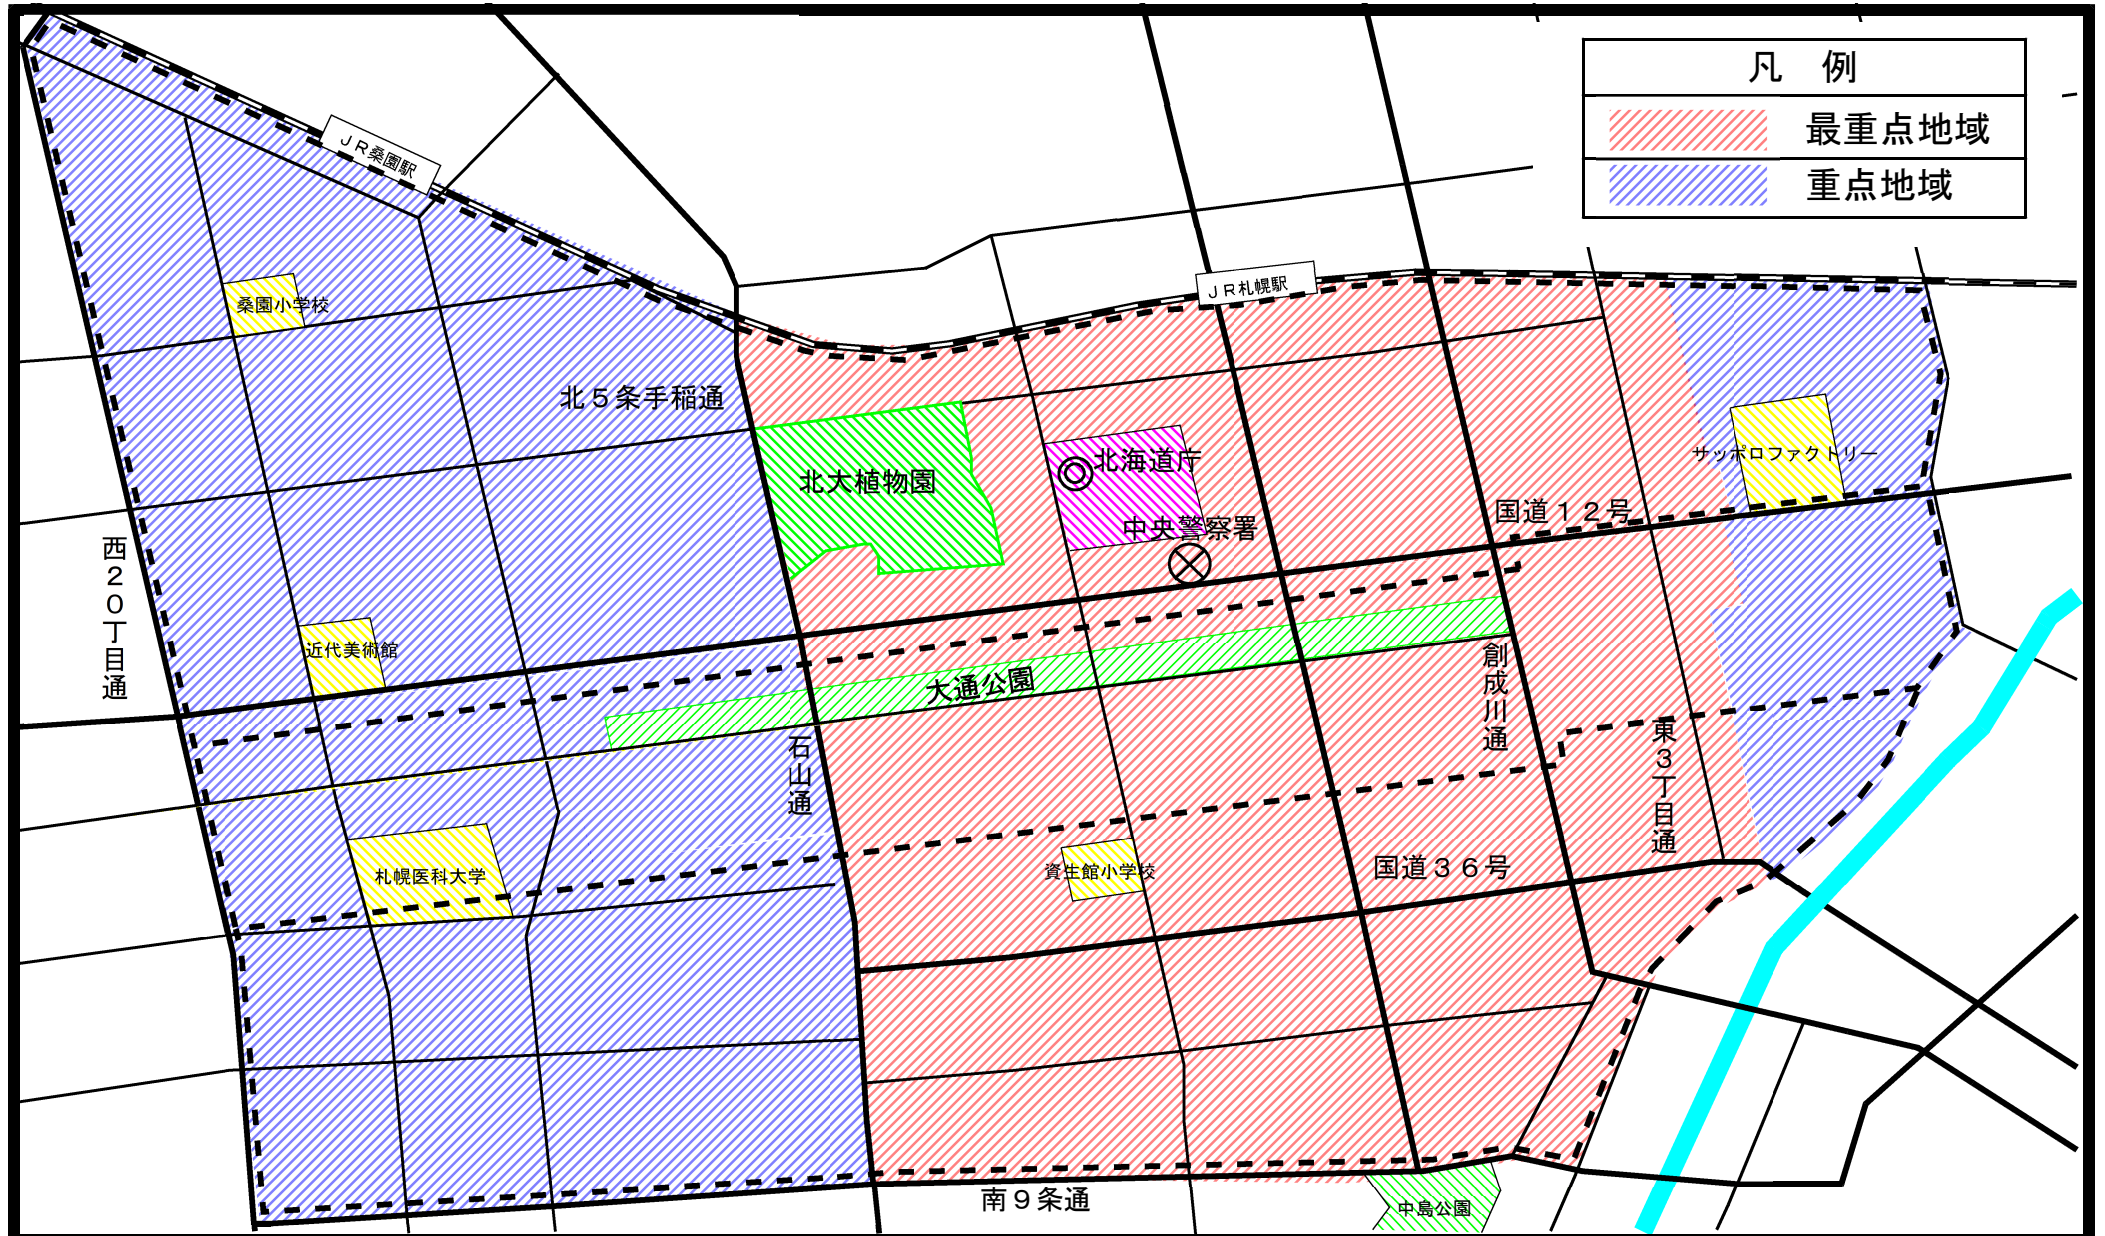 凡 例
最重点地域
重点地域
ＪＲ桑園駅
ＪＲ札幌駅
桑園小学校
北５条手稲通
北大植物園
北海道庁
中央警察署
国道１２号
サッポロファクトリー
西２０丁目通
近代美術館
大通公園
石山通
創成川通
東３丁目通
札幌医科大学
資生館小学校
国道３６号
南９条通
中島公園